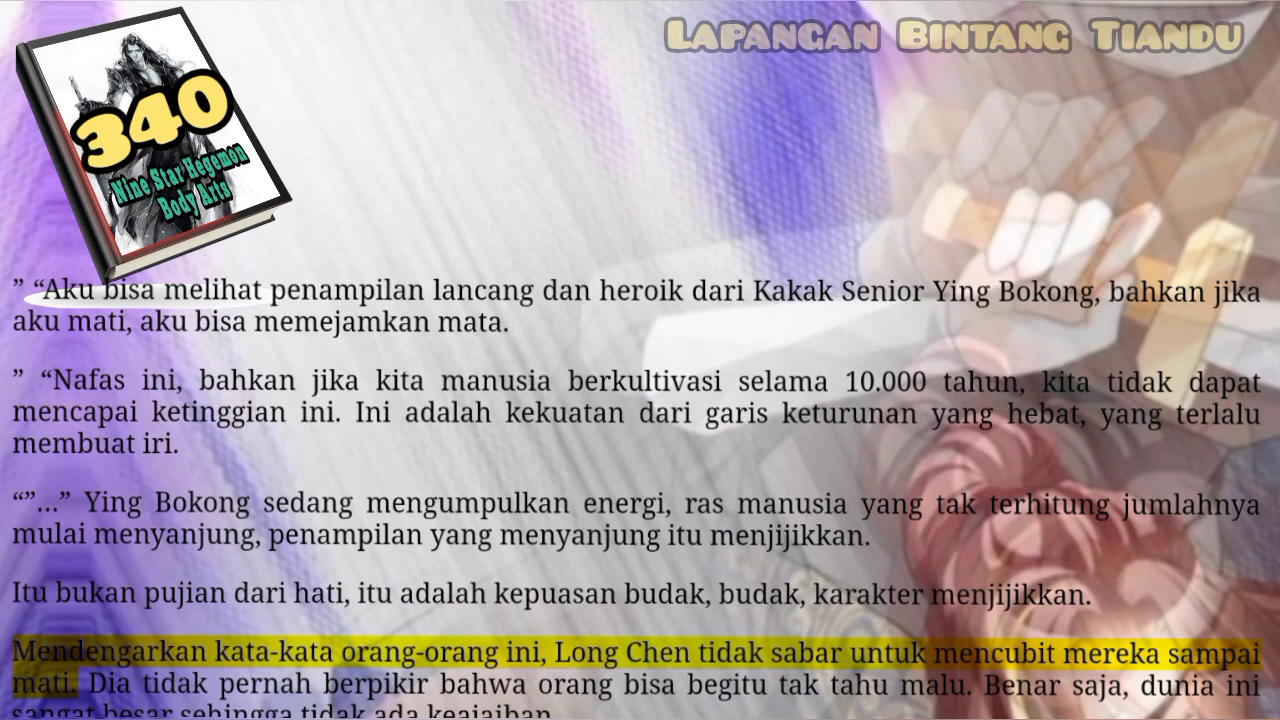 Lapangan Bintang Tiandu
340
Nine Star Hegemon
Body Arts
” “Aku bisa melihat penampilan lancang dan heroik dari Kakak Senior Ying Bokong, bahkan jika
aku mati, aku bisa memejamkan mata.
” “Nafas ini, bahkan jika kita manusia berkultivasi selama 10.000 tahun, kita tidak dapat
mencapai ketinggian ini. Ini adalah kekuatan dari garis keturunan yang hebat, yang terlalu
membuat iri.
“”…” Ying Bokong sedang mengumpulkan energi, ras manusia yang tak terhitung jumlahnya
mulai menyanjung, penampilan yang menyanjung itu menjijikkan.
Itu bukan pujian dari hati, itu adalah kepuasan budak, budak, karakter menjijikkan.
Mendengarkan kata-kata orang-orang ini, Long Chen tidak sabar untuk mencubit mereka sampai
mati. Dia tidak pernah berpikir bahwa orang bisa begitu tak tahu malu. Benar saja, dunia ini
sangat besar sehingga tidak ada keajaiban